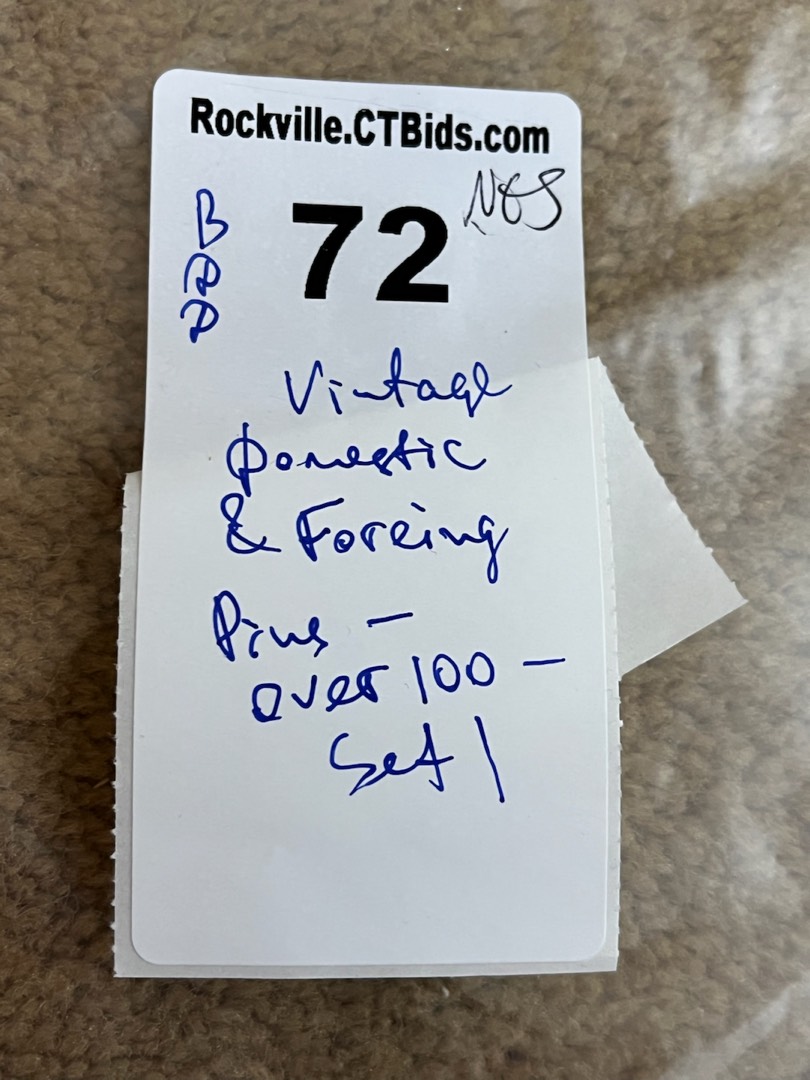 Rockville.CTBids.com
72
Vintage
Domestic
& Foreing
Pins -
over 100 -
Set 1